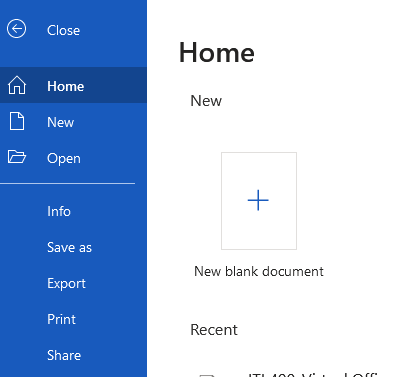 Close
Home
New
Open
Info
Save as
Export
Print
Share
Home
New
New blank document
Recent